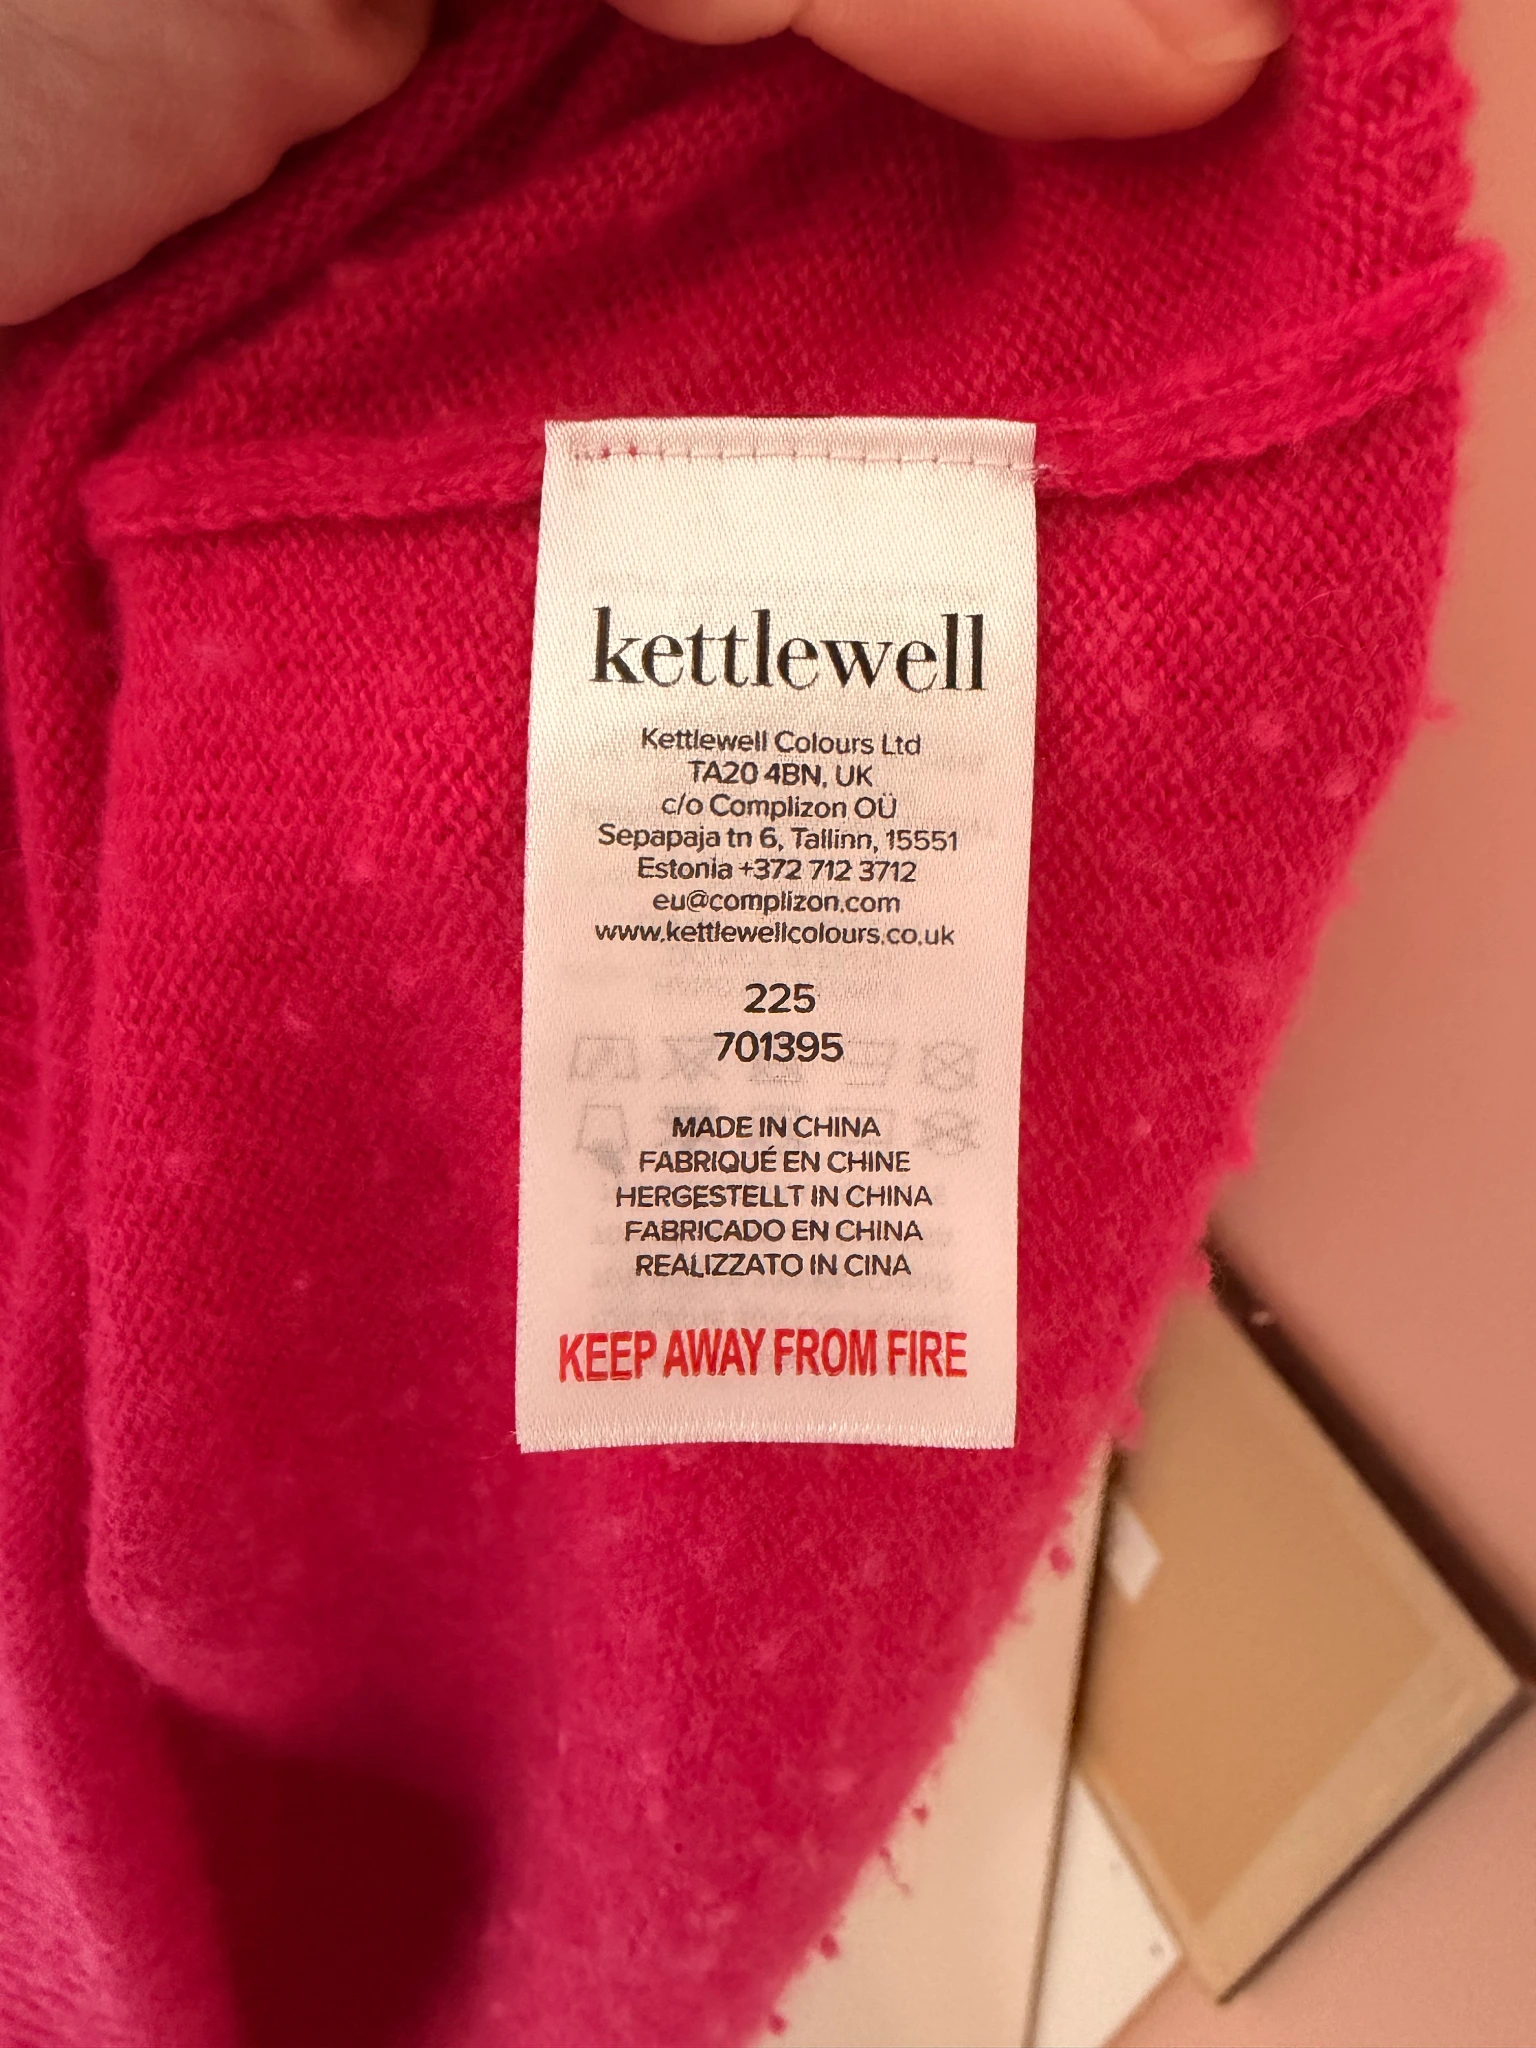 kettlewell
Kettlewell Colours Ltd
TA20 4BN, UK
c/o Complizon OÜ
Sepapaja tn 6, Tallinn, 15551
Estonia +372 712 3712
eu@complizon.com
www.kettlewellcolours.co.uk
225
701395
MADE IN CHINA
FABRIQUÉ EN CHINE
HERGESTELLT IN CHINA
FABRICADO EN CHINA
REALIZZATO IN CINA
KEEP AWAY FROM FIRE